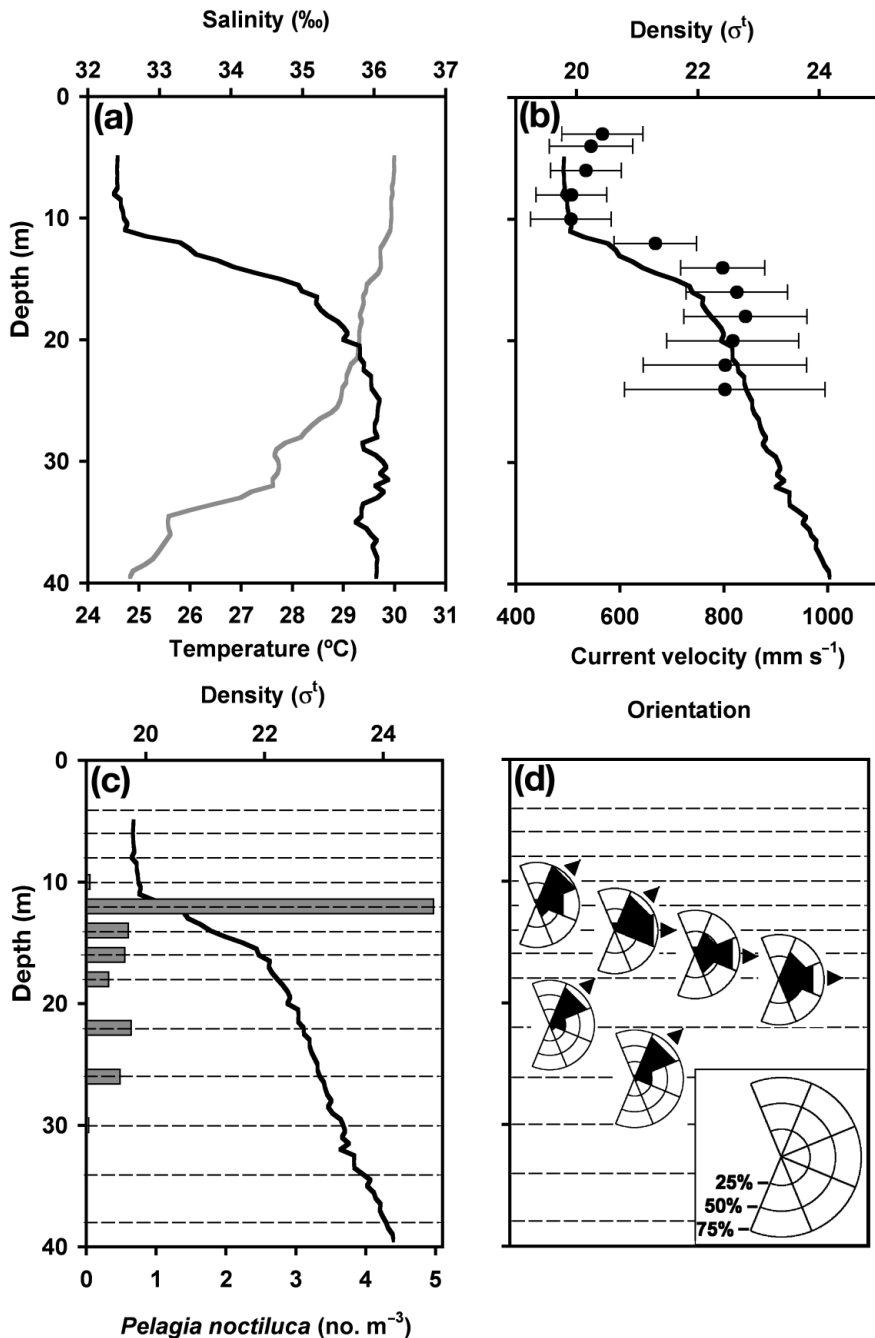 Salinity (‰)
32 33 34 35 36 37
(a)
0
10
20
30
40
Depth (m)
24 25 26 27 28 29 30 31
Temperature (ºC)
Density (σᵗ)
20 22 24
(b)
400 600 800 1000
Current velocity (mm s⁻¹)
Density (σᵗ)
20 22 24
(c)
0
10
20
30
40
Depth (m)
0 1 2 3 4 5
Pelagia noctiluca (no. m⁻³)
Orientation
(d)
25%
50%
75%